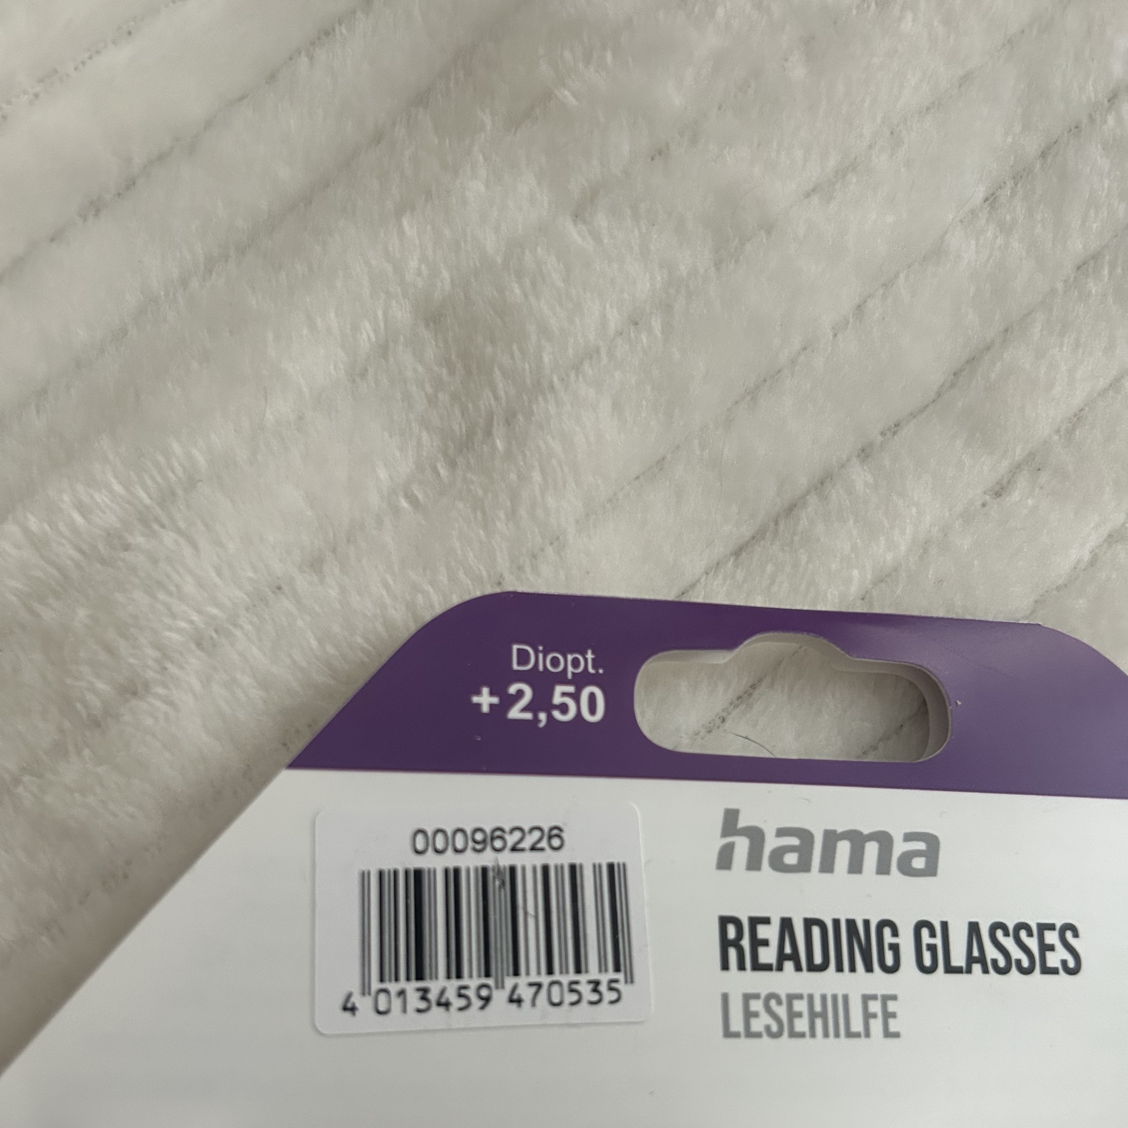 Diopt.
+2,50
00096226
4 013459 470535
hama
READING GLASSES
LESEHILFE